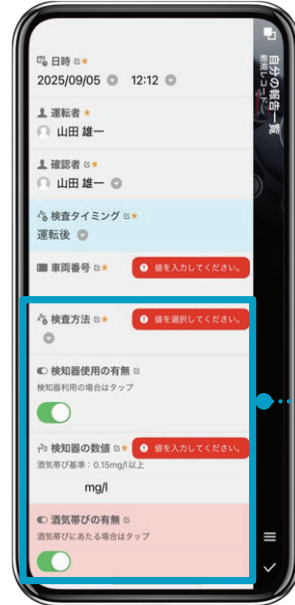 日時 ★
2025/09/05 12:12
運転者 ★
山田 雄一
確認者 ★
山田 雄一
検査タイミング ★
運転後
車両番号 ★ 値を入力してください。
検査方法 ★ 値を選択してください。
検知器使用の有無
検知器利用の場合はタップ
検知器の数値 ★ 値を入力してください。
酒気帯び基準：0.15mg/l以上
mg/l
酒気帯びの有無
酒気帯びにあたる場合はタップ
自分の報告一覧
新規レコード